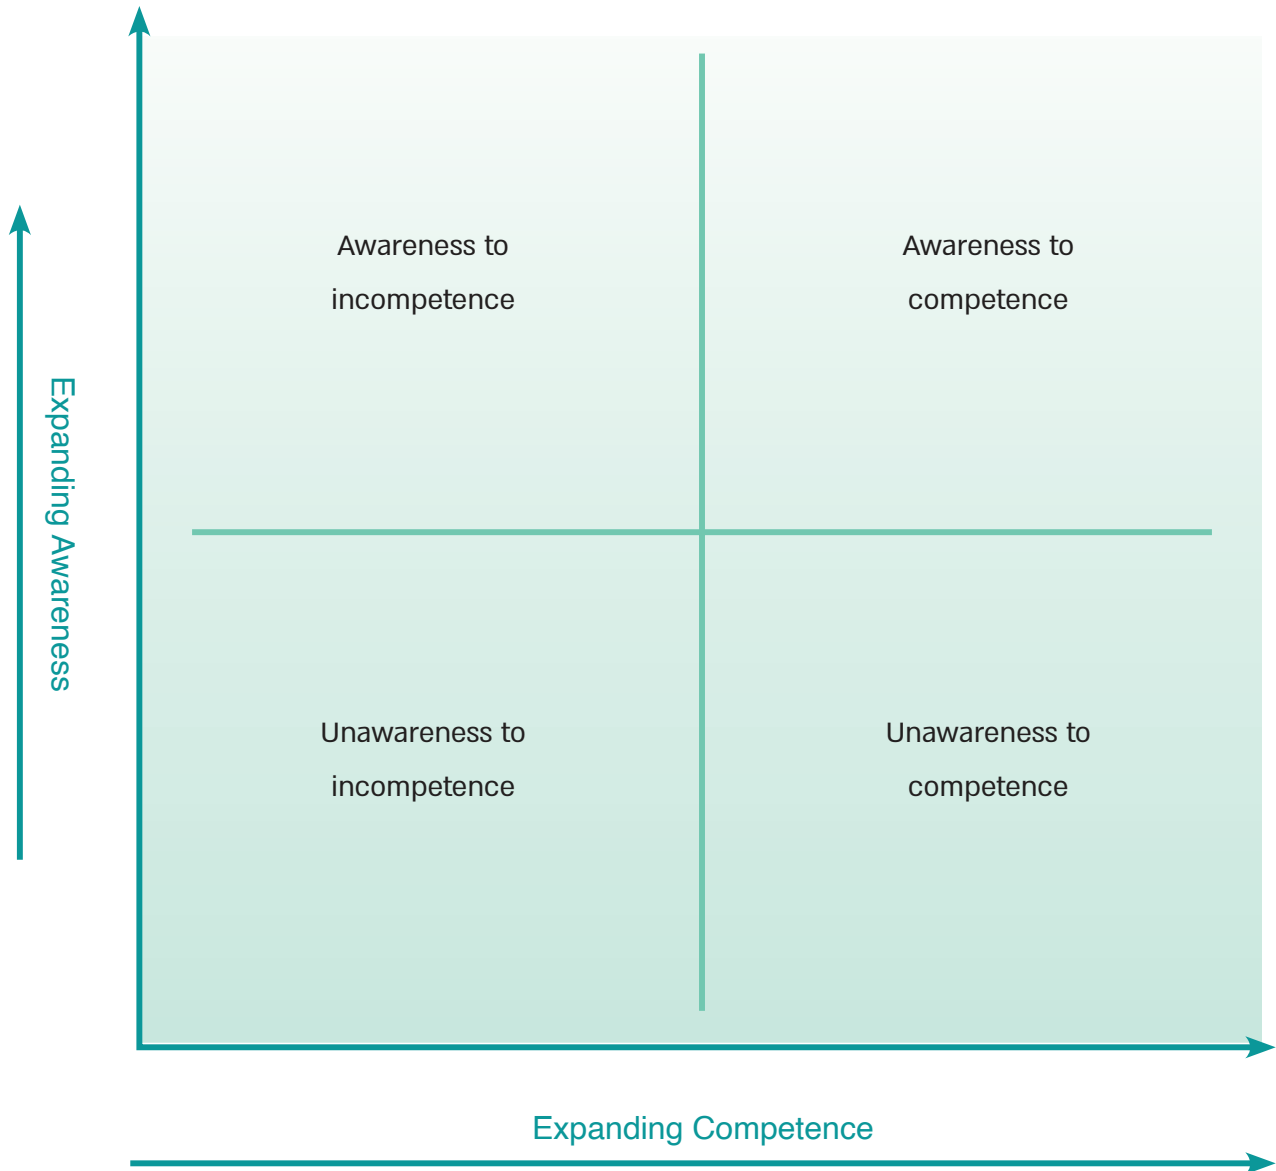 Awareness to
incompetence
Awareness to
competence
Expanding Awareness
Unawareness to
incompetence
Unawareness to
competence
Expanding Competence